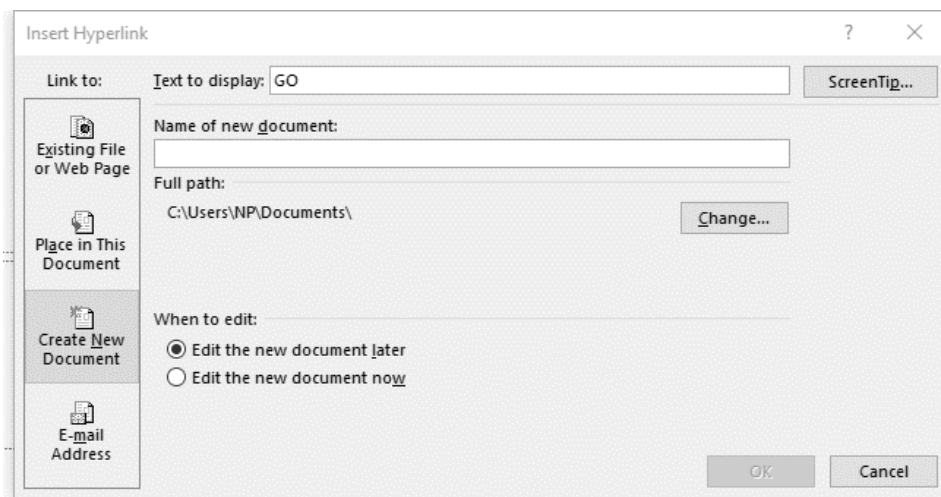 Insert Hyperlink ?
Link to:
Text to display: GO
ScreenTip...
Existing File
or Web Page
Place in This
Document
Create New
Document
E-mail
Address
Name of new document:
Full path:
C:\Users\NP\Documents\
Change...
When to edit:
Edit the new document later
Edit the new document now
OK
Cancel